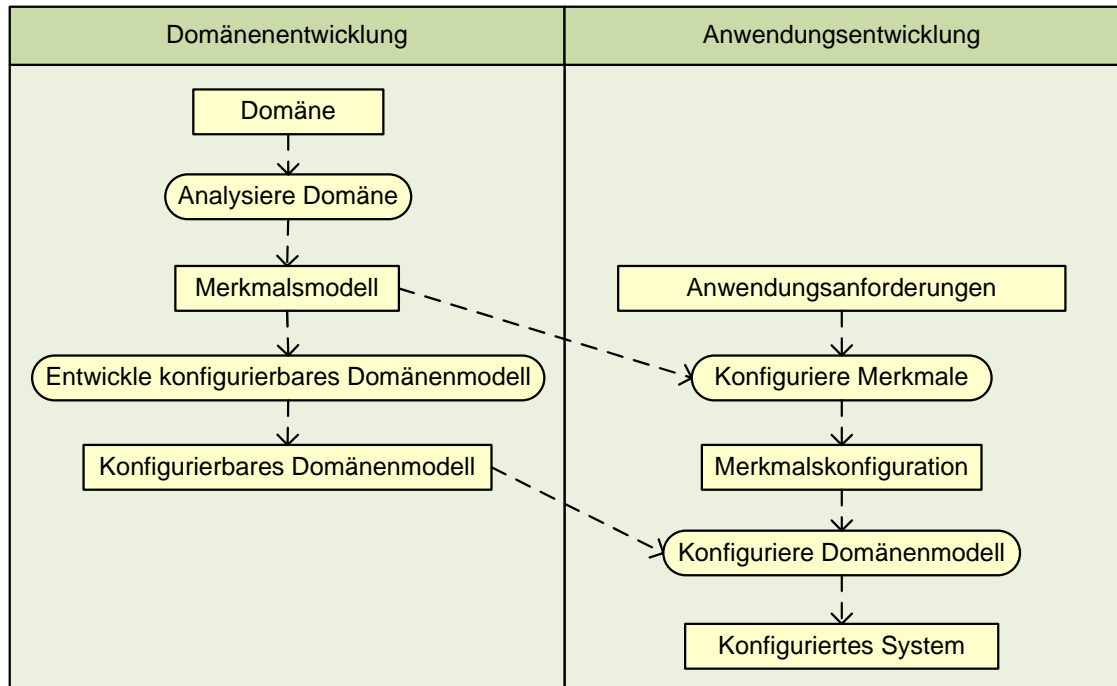 Domänenentwicklung
Anwendungsentwicklung
Domäne
Analysiere Domäne
Merkmalsmodell
Entwickle konfigurierbares Domänenmodell
Konfigurierbares Domänenmodell
Anwendungsanforderungen
Konfiguriere Merkmale
Merkmalskonfiguration
Konfiguriere Domänenmodell
Konfiguriertes System